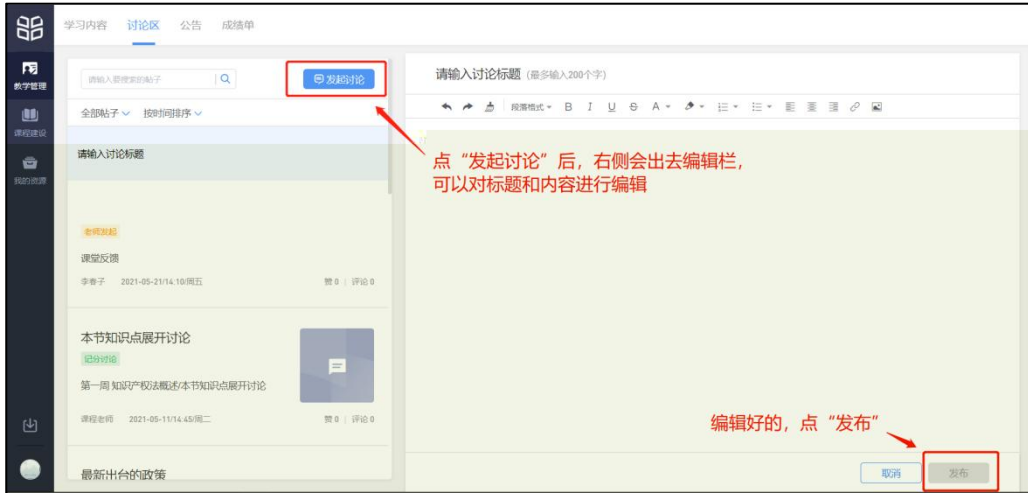 学习内容 讨论区 公告 成绩单
教学管理
课程建设
我的资源
请输入要搜索的帖子
发起讨论
全部帖子 按时间排序
请输入讨论标题
老师发起
课堂反馈
李春子 2021-05-21/14:10/周五 赞 0 | 评论 0
本节知识点展开讨论
记分讨论
第一周 知识产权法概述/本节知识点展开讨论
课程老师 2021-05-11/14:45/周二 赞 0 | 评论 0
最新出台的政策
请输入讨论标题 (最多输入200个字)
段落格式 B I U S A
点“发起讨论”后，右侧会出去编辑栏，
可以对标题和内容进行编辑
编辑好的，点“发布”
取消 发布